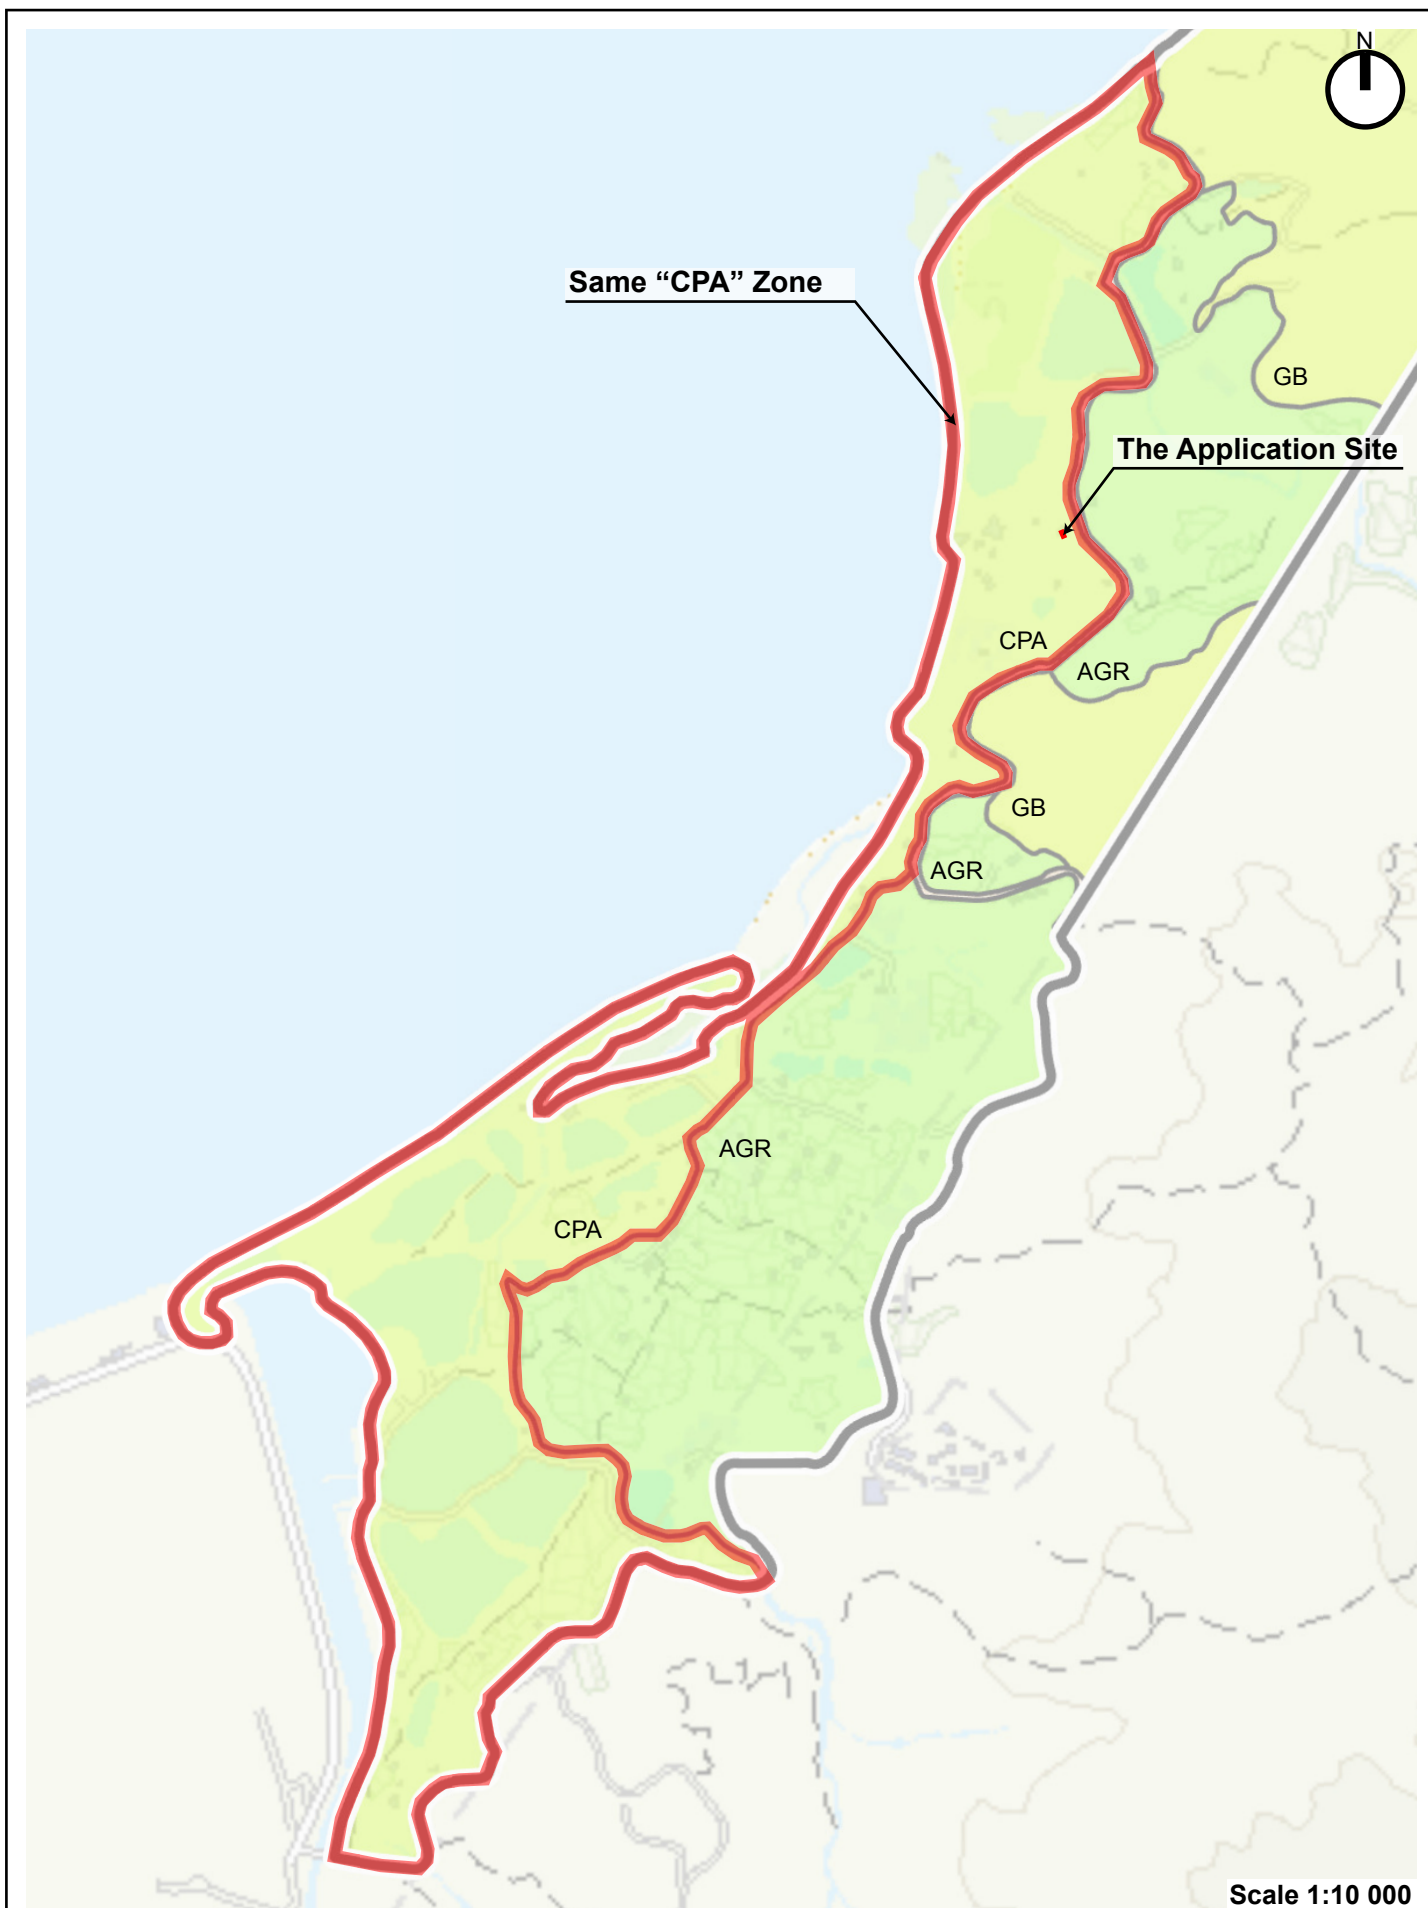 N
Same “CPA” Zone
GB
The Application Site
CPA
AGR
GB
AGR
AGR
CPA
Scale 1:10 000